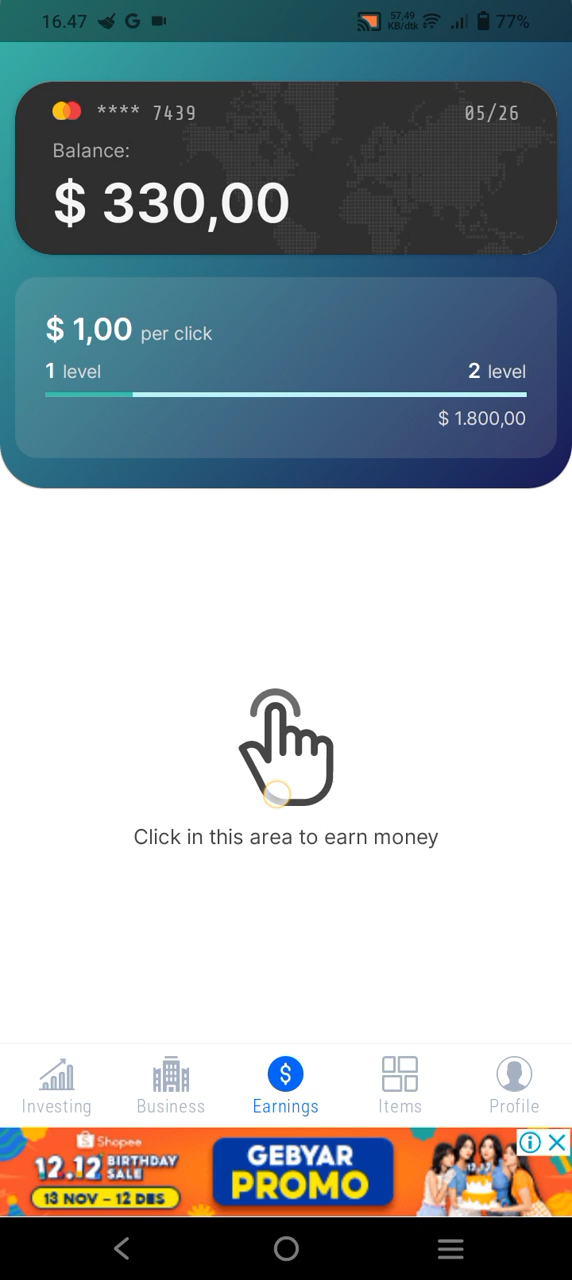 16.47 G 57,49 KB/dtk 77%
**** 7439 05/26
Balance:
$ 330,00
$ 1,00 per click
1 level 2 level
$ 1.800,00
Click in this area to earn money
Investing Business Earnings Items Profile
Shopee
12.12 BIRTHDAY SALE
13 NOV - 12 DES
GEBYAR
PROMO